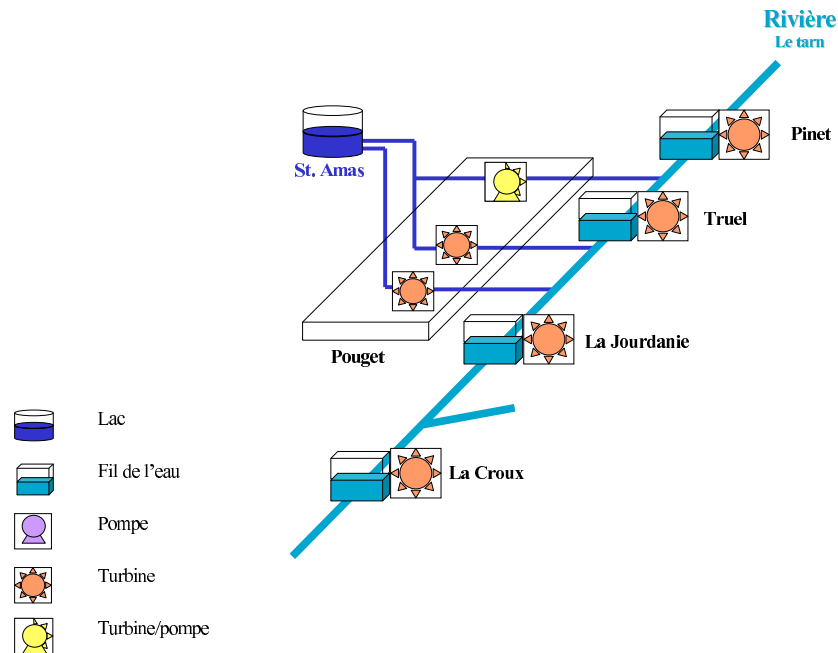 Rivière
Le tarn
Pinet
St. Amas
Truel
La Jourdanie
Pouget
Lac
La Croux
Fil de l'eau
Pompe
Turbine
Turbine/pompe